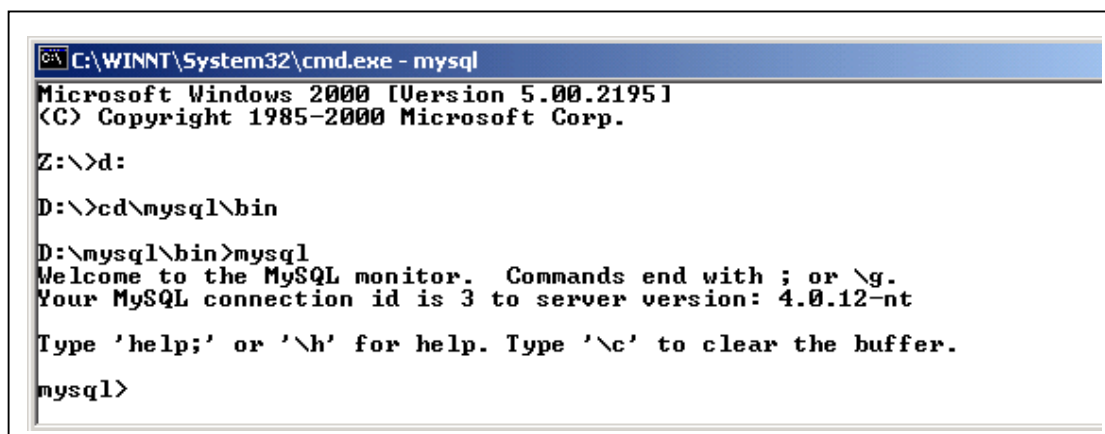 C:\WINNT\System32\cmd.exe - mysql
Microsoft Windows 2000 [Version 5.00.2195]
(C) Copyright 1985-2000 Microsoft Corp.
Z:\>d:
D:\>cd\mysql\bin
D:\mysql\bin>mysql
Welcome to the MySQL monitor.  Commands end with ; or \g.
Your MySQL connection id is 3 to server version: 4.0.12-nt
Type 'help;' or '\h' for help. Type '\c' to clear the buffer.
mysql>